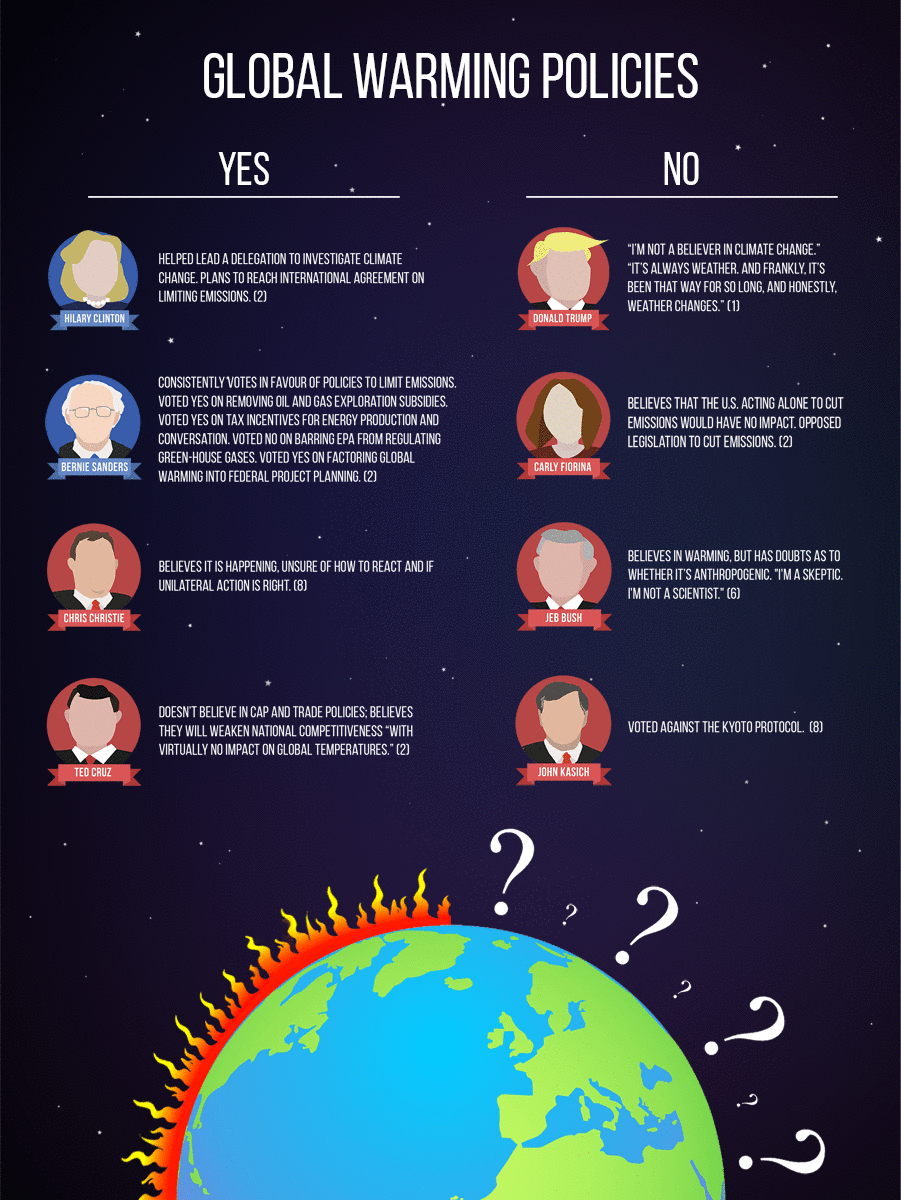 GLOBAL WARMING POLICIES
YES
HELPED LEAD A DELEGATION TO INVESTIGATE CLIMATE
CHANGE. PLANS TO REACH INTERNATIONAL AGREEMENT ON
LIMITING EMISSIONS. (2)
HILARY CLINTON
CONSISTENTLY VOTES IN FAVOUR OF POLICIES TO LIMIT EMISSIONS.
VOTED YES ON REMOVING OIL AND GAS EXPLORATION SUBSIDIES.
VOTED YES ON TAX INCENTIVES FOR ENERGY PRODUCTION AND
CONVERSATION. VOTED NO ON BARRING EPA FROM REGULATING
GREEN-HOUSE GASES. VOTED YES ON FACTORING GLOBAL
WARMING INTO FEDERAL PROJECT PLANNING. (2)
BERNIE SANDERS
BELIEVES IT IS HAPPENING, UNSURE OF HOW TO REACT AND IF
UNILATERAL ACTION IS RIGHT. (8)
CHRIS CHRISTIE
DOESN'T BELIEVE IN CAP AND TRADE POLICIES; BELIEVES
THEY WILL WEAKEN NATIONAL COMPETITIVENESS "WITH
VIRTUALLY NO IMPACT ON GLOBAL TEMPERATURES." (2)
TED CRUZ
NO
"I'M NOT A BELIEVER IN CLIMATE CHANGE."
"IT'S ALWAYS WEATHER. AND FRANKLY, IT'S
BEEN THAT WAY FOR SO LONG, AND HONESTLY,
WEATHER CHANGES." (1)
DONALD TRUMP
BELIEVES THAT THE U.S. ACTING ALONE TO CUT
EMISSIONS WOULD HAVE NO IMPACT. OPPOSED
LEGISLATION TO CUT EMISSIONS. (2)
CARLY FIORINA
BELIEVES IN WARMING, BUT HAS DOUBTS AS TO
WHETHER IT'S ANTHROPOGENIC. "I'M A SKEPTIC.
I'M NOT A SCIENTIST." (6)
JEB BUSH
VOTED AGAINST THE KYOTO PROTOCOL. (8)
JOHN KASICH
?
?
?
?
?
?
?